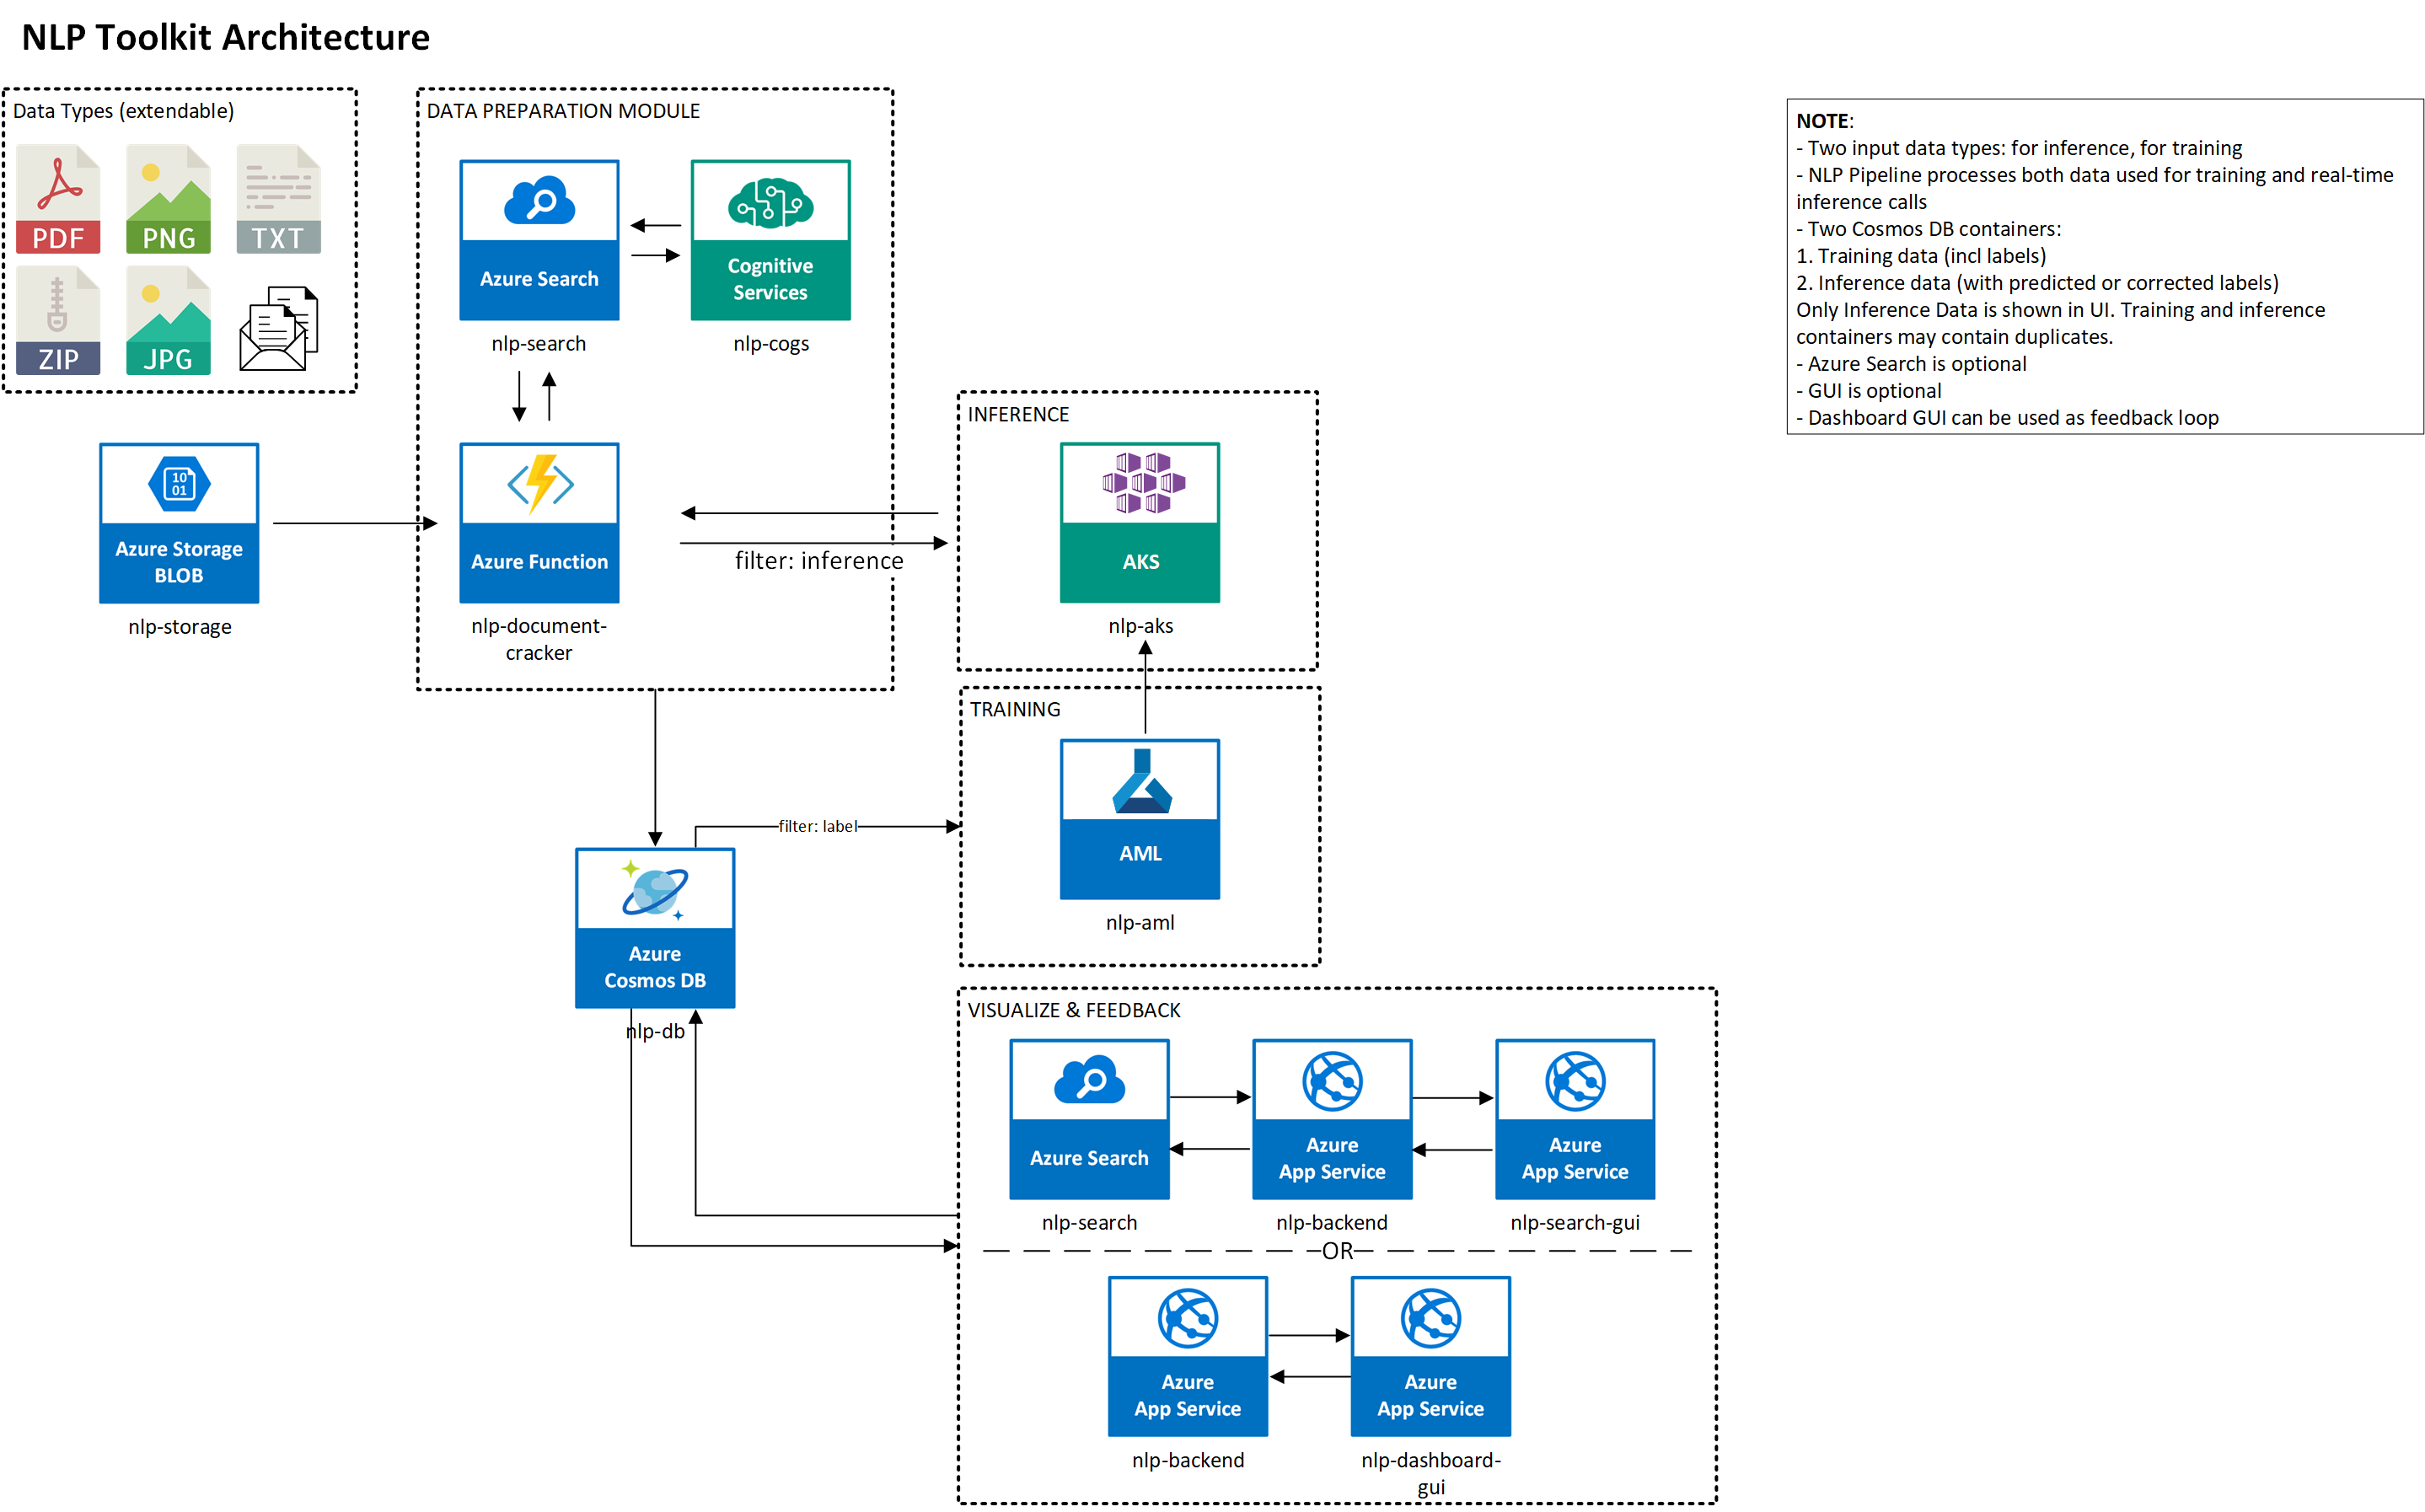 NLP Toolkit Architecture
Data Types (extendable)
PDF
PNG
TXT
ZIP
JPG
10
01
Azure Storage
BLOB
nlp-storage
DATA PREPARATION MODULE
Azure Search
nlp-search
Cognitive
Services
nlp-cogs
Azure Function
nlp-document-
cracker
filter: inference
INFERENCE
AKS
nlp-aks
TRAINING
AML
nlp-aml
filter: label
Azure
Cosmos DB
nlp-db
VISUALIZE & FEEDBACK
Azure Search
nlp-search
Azure
App Service
nlp-backend
Azure
App Service
nlp-search-gui
OR
Azure
App Service
nlp-backend
Azure
App Service
nlp-dashboard-
gui
NOTE:
- Two input data types: for inference, for training
- NLP Pipeline processes both data used for training and real-time
inference calls
- Two Cosmos DB containers:
1. Training data (incl labels)
2. Inference data (with predicted or corrected labels)
Only Inference Data is shown in UI. Training and inference
containers may contain duplicates.
- Azure Search is optional
- GUI is optional
- Dashboard GUI can be used as feedback loop